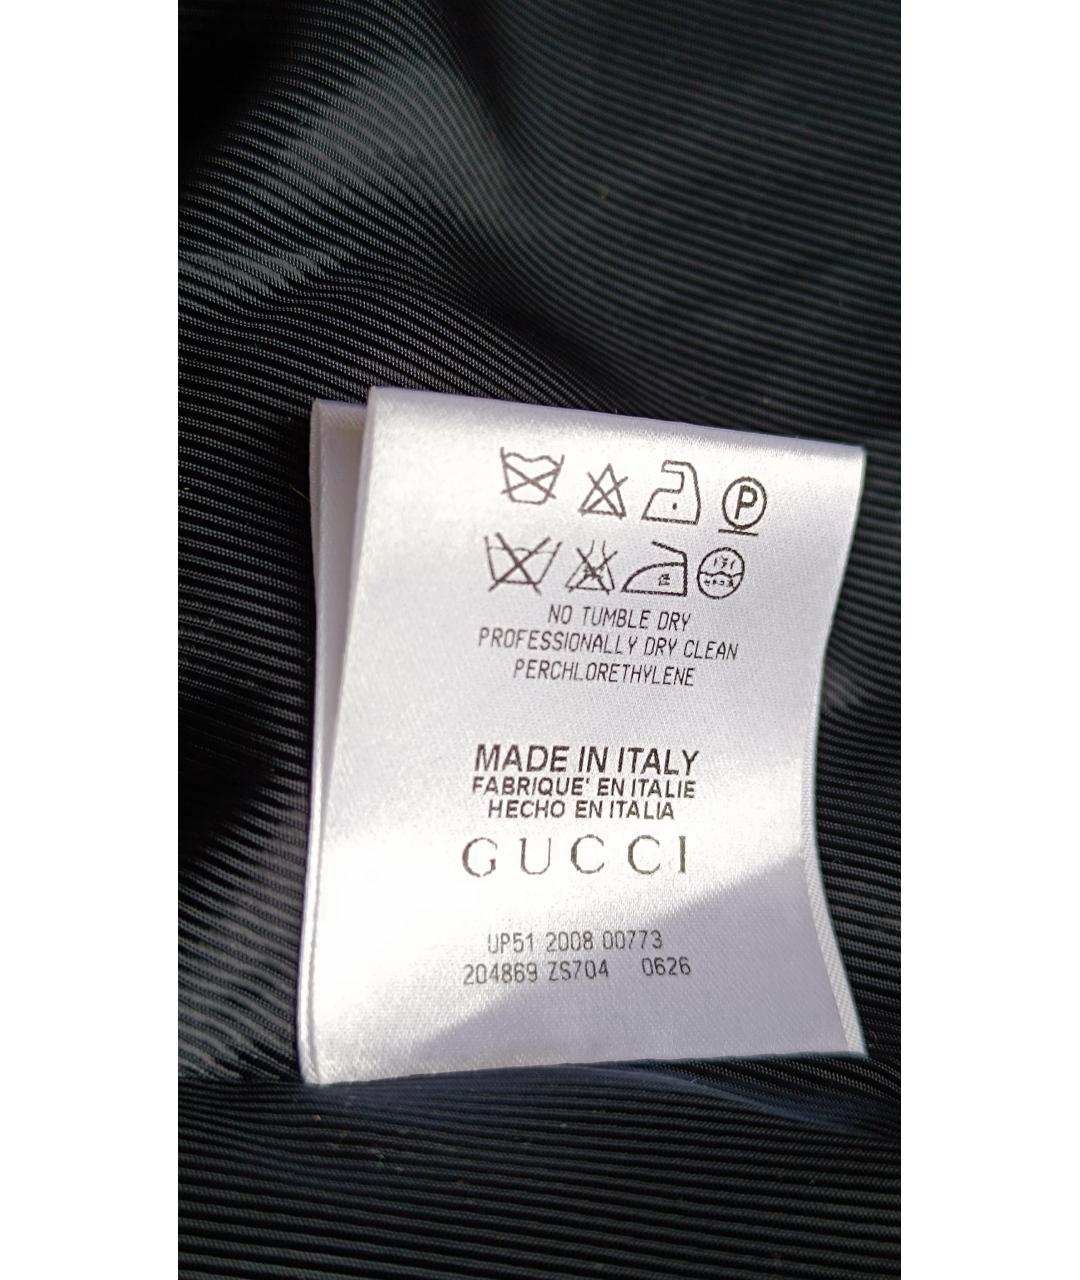 P
NO TUMBLE DRY
PROFESSIONALLY DRY CLEAN
PERCHLORETHYLENE
MADE IN ITALY
FABRIQUE' EN ITALIE
HECHO EN ITALIA
GUCCI
UP51 2008 00773
204869 ZS704 0626